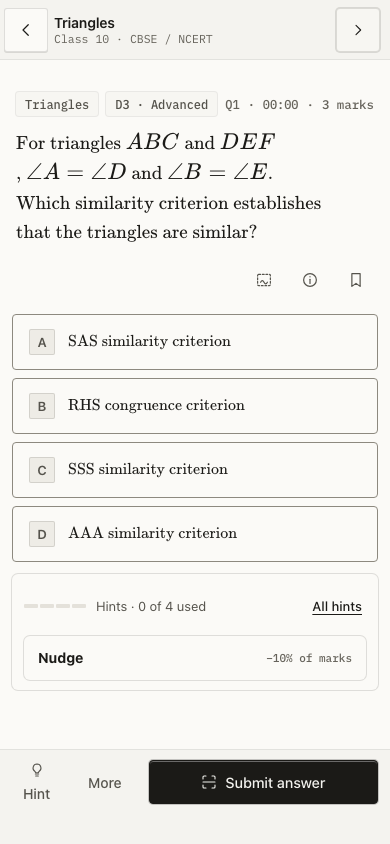 Triangles
Class 10 · CBSE / NCERT
Triangles D3 · Advanced Q1 · 00:00 · 3 marks
For triangles ABC and DEF
, ∠A = ∠D and ∠B = ∠E.
Which similarity criterion establishes
that the triangles are similar?
A SAS similarity criterion
B RHS congruence criterion
C SSS similarity criterion
D AAA similarity criterion
Hints · 0 of 4 used All hints
Nudge −10% of marks
Hint More Submit answer